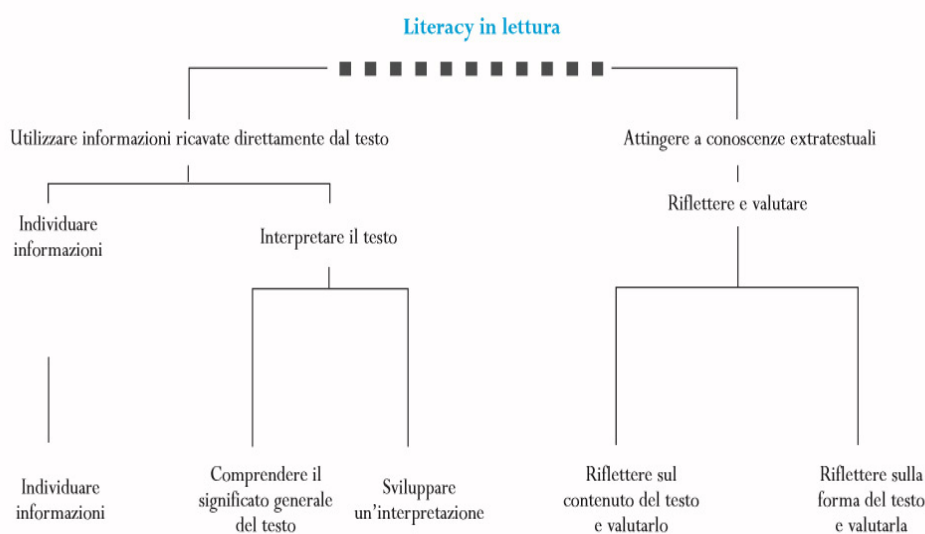 Literacy in lettura
Utilizzare informazioni ricavate direttamente dal testo
Attingere a conoscenze extratestuali
Individuare
informazioni
Interpretare il testo
Riflettere e valutare
Individuare
informazioni
Comprendere il
significato generale
del testo
Sviluppare
un'interpretazione
Riflettere sul
contenuto del testo
e valutarlo
Riflettere sulla
forma del testo
e valutarla